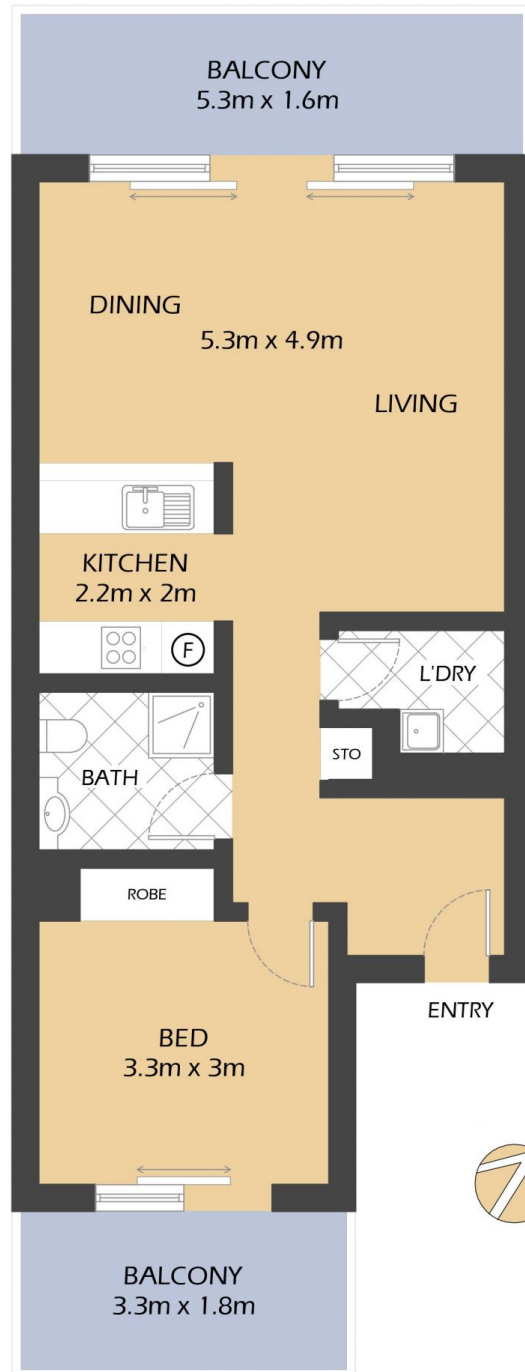 BALCONY
5.3m x 1.6m
DINING
5.3m x 4.9m
LIVING
KITCHEN
2.2m x 2m
F
L'DRY
STO
BATH
ROBE
ENTRY
BED
3.3m x 3m
BALCONY
3.3m x 1.8m